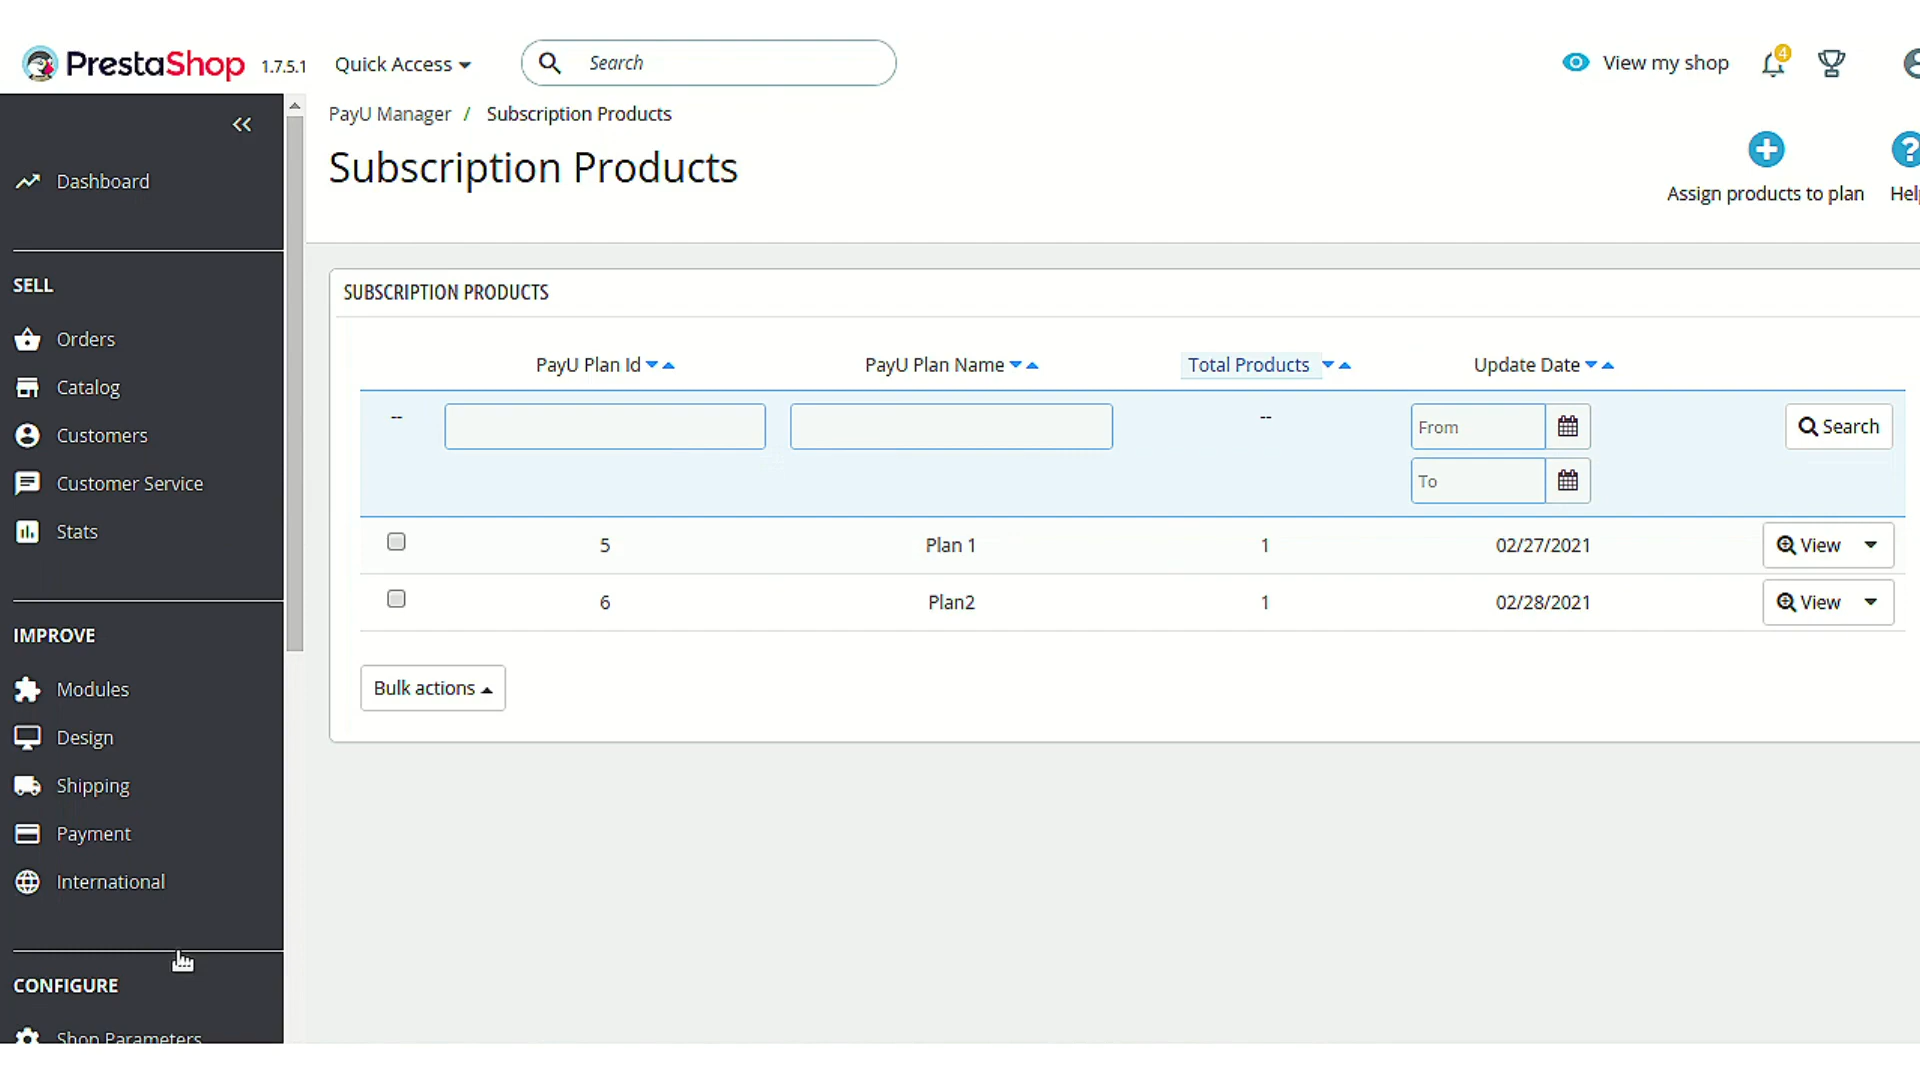 PrestaShop 1.7.5.1 Quick Access Search View my shop 4
PayU Manager / Subscription Products
Subscription Products
Assign products to plan
Dashboard
SELL
Orders
Catalog
Customers
Customer Service
Stats
IMPROVE
Modules
Design
Shipping
Payment
International
CONFIGURE
Shop Parameters
SUBSCRIPTION PRODUCTS
PayU Plan Id PayU Plan Name Total Products Update Date
-- -- From Search
To
5 Plan 1 1 02/27/2021 View
6 Plan2 1 02/28/2021 View
Bulk actions